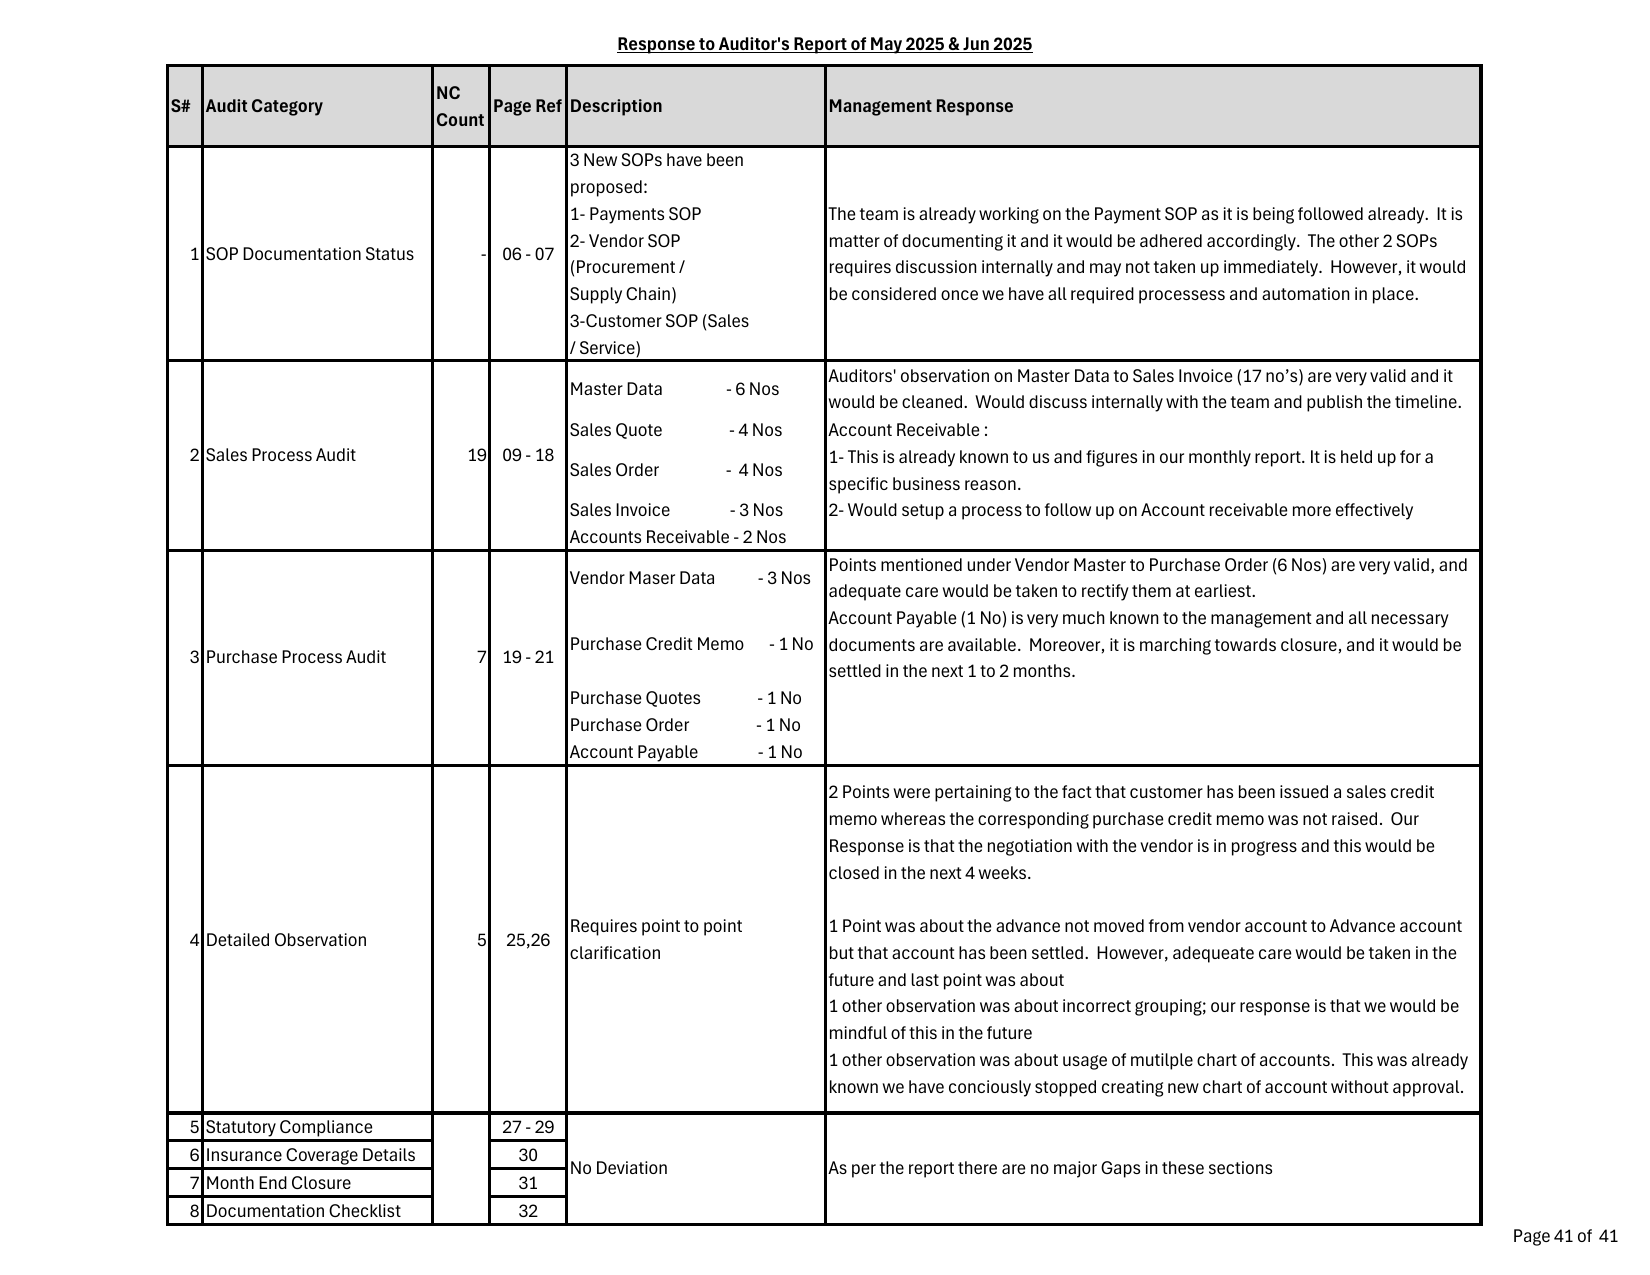 Response to Auditor's Report of May 2025 & Jun 2025
S# Audit Category NC Count Page Ref Description Management Response
1 SOP Documentation Status - 06 - 07
3 New SOPs have been
proposed:
1- Payments SOP
2- Vendor SOP
(Procurement /
Supply Chain)
3-Customer SOP (Sales
/ Service)
The team is already working on the Payment SOP as it is being followed already.  It is
matter of documenting it and it would be adhered accordingly.  The other 2 SOPs
requires discussion internally and may not taken up immediately.  However, it would
be considered once we have all required processess and automation in place.
2 Sales Process Audit 19 09 - 18
Master Data - 6 Nos
Sales Quote - 4 Nos
Sales Order - 4 Nos
Sales Invoice - 3 Nos
Accounts Receivable - 2 Nos
Auditors' observation on Master Data to Sales Invoice (17 no’s) are very valid and it
would be cleaned.  Would discuss internally with the team and publish the timeline.
Account Receivable :
1- This is already known to us and figures in our monthly report. It is held up for a
specific business reason.
2- Would setup a process to follow up on Account receivable more effectively
3 Purchase Process Audit 7 19 - 21
Vendor Maser Data - 3 Nos
Purchase Credit Memo - 1 No
Purchase Quotes - 1 No
Purchase Order - 1 No
Account Payable - 1 No
Points mentioned under Vendor Master to Purchase Order (6 Nos) are very valid, and
adequate care would be taken to rectify them at earliest.
Account Payable (1 No) is very much known to the management and all necessary
documents are available.  Moreover, it is marching towards closure, and it would be
settled in the next 1 to 2 months.
4 Detailed Observation 5 25,26
Requires point to point
clarification
2 Points were pertaining to the fact that customer has been issued a sales credit
memo whereas the corresponding purchase credit memo was not raised.  Our
Response is that the negotiation with the vendor is in progress and this would be
closed in the next 4 weeks.
1 Point was about the advance not moved from vendor account to Advance account
but that account has been settled.  However, adequeate care would be taken in the
future and last point was about
1 other observation was about incorrect grouping; our response is that we would be
mindful of this in the future
1 other observation was about usage of mutilple chart of accounts.  This was already
known we have conciously stopped creating new chart of account without approval.
5 Statutory Compliance 27 - 29
6 Insurance Coverage Details 30
7 Month End Closure 31
8 Documentation Checklist 32
No Deviation
As per the report there are no major Gaps in these sections
Page 41 of 41